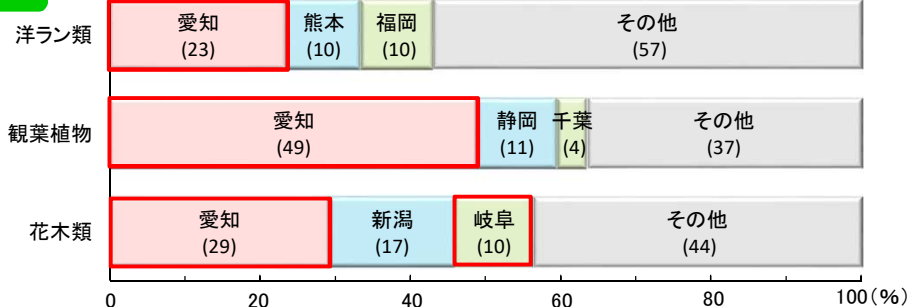 洋ラン類
愛知
(23)
熊本
(10)
福岡
(10)
その他
(57)
観葉植物
愛知
(49)
静岡
(11)
千葉
(4)
その他
(37)
花木類
愛知
(29)
新潟
(17)
岐阜
(10)
その他
(44)
0 20 40 60 80 100(%)